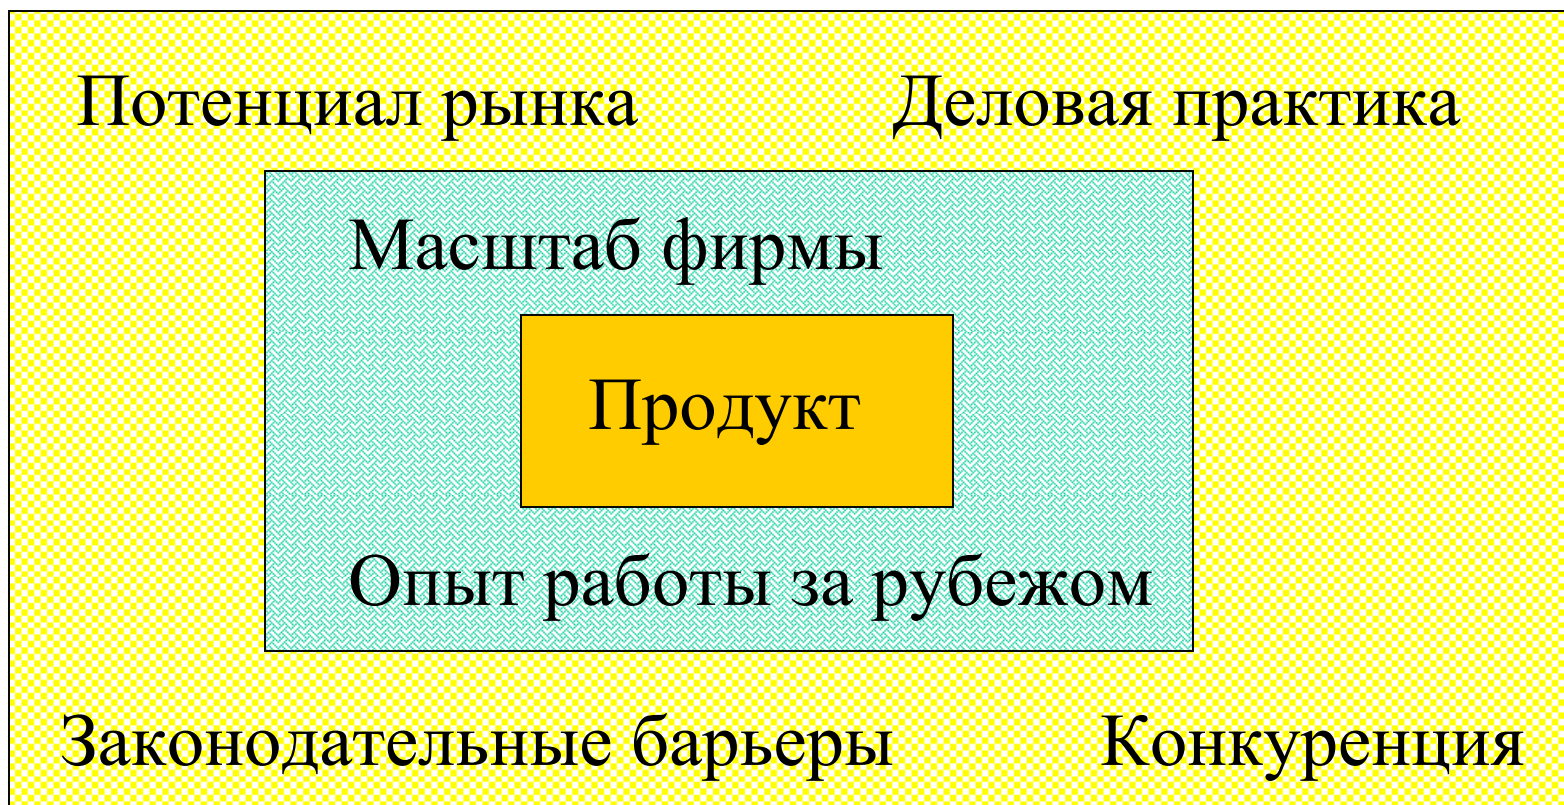 Потенциал рынка
Деловая практика
Масштаб фирмы
Продукт
Опыт работы за рубежом
Законодательные барьеры
Конкуренция